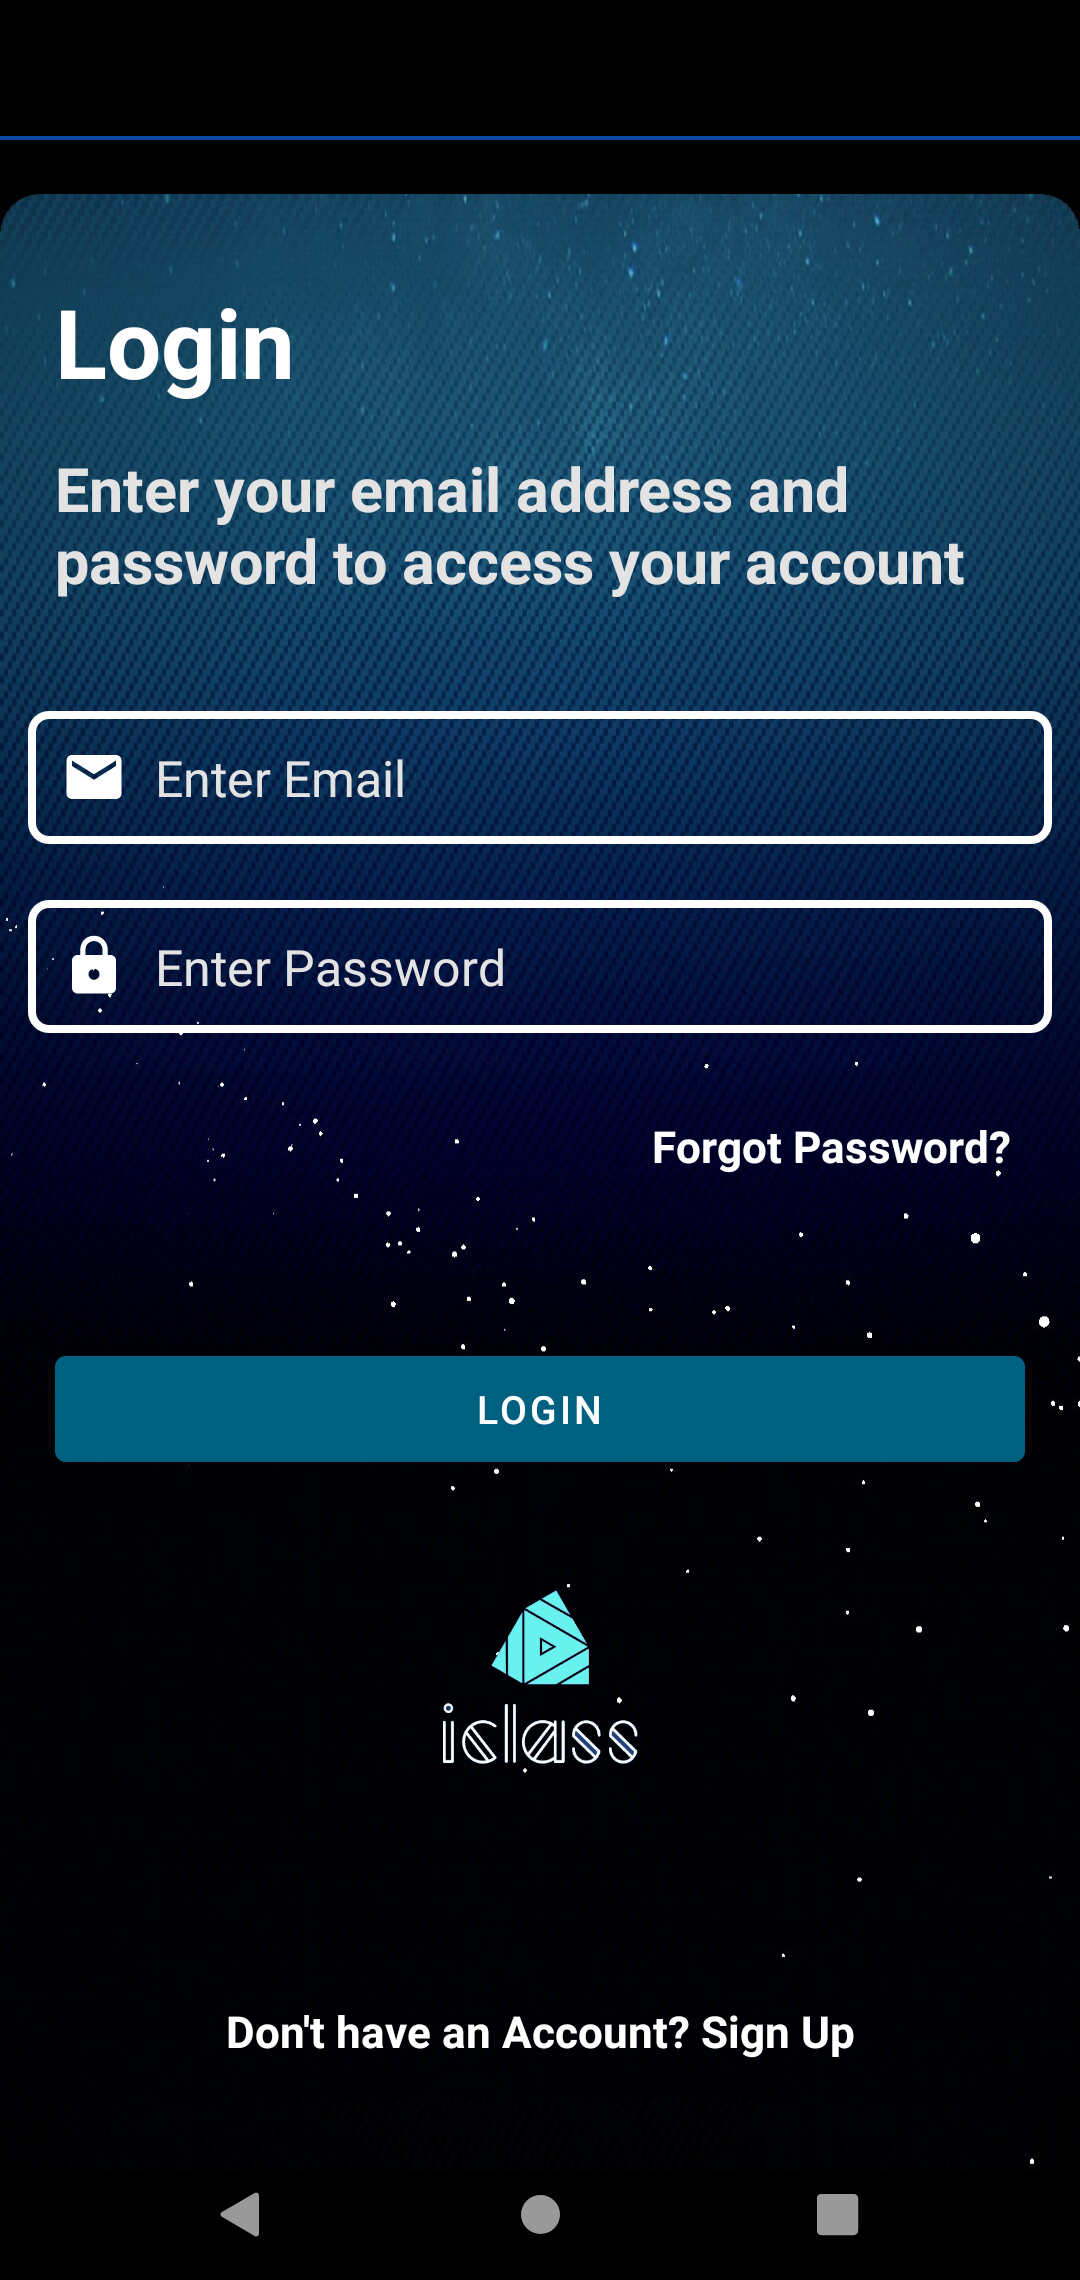 Login
Enter your email address and
password to access your account
Enter Email
Enter Password
Forgot Password?
LOGIN
iclass
Don't have an Account? Sign Up